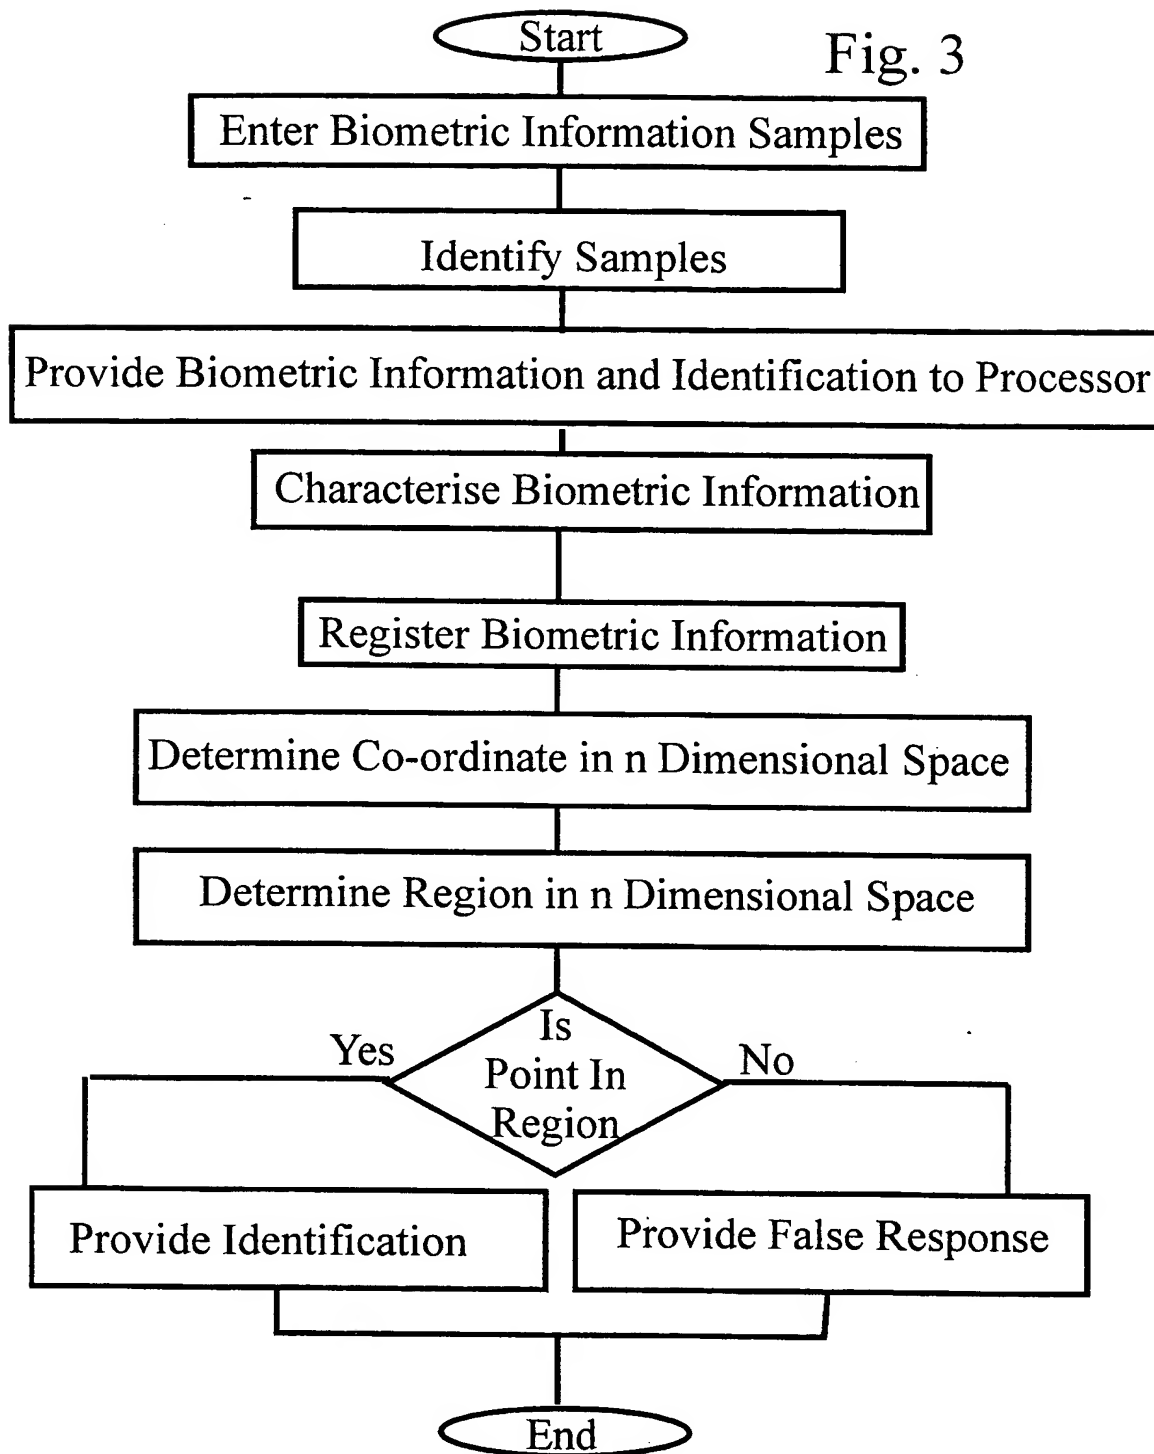 Start
Fig. 3
Enter Biometric Information Samples
Identify Samples
Provide Biometric Information and Identification to Processor
Characterise Biometric Information
Register Biometric Information
Determine Co-ordinate in n Dimensional Space
Determine Region in n Dimensional Space
Is
Point In
Region
Yes
No
Provide Identification
Provide False Response
End